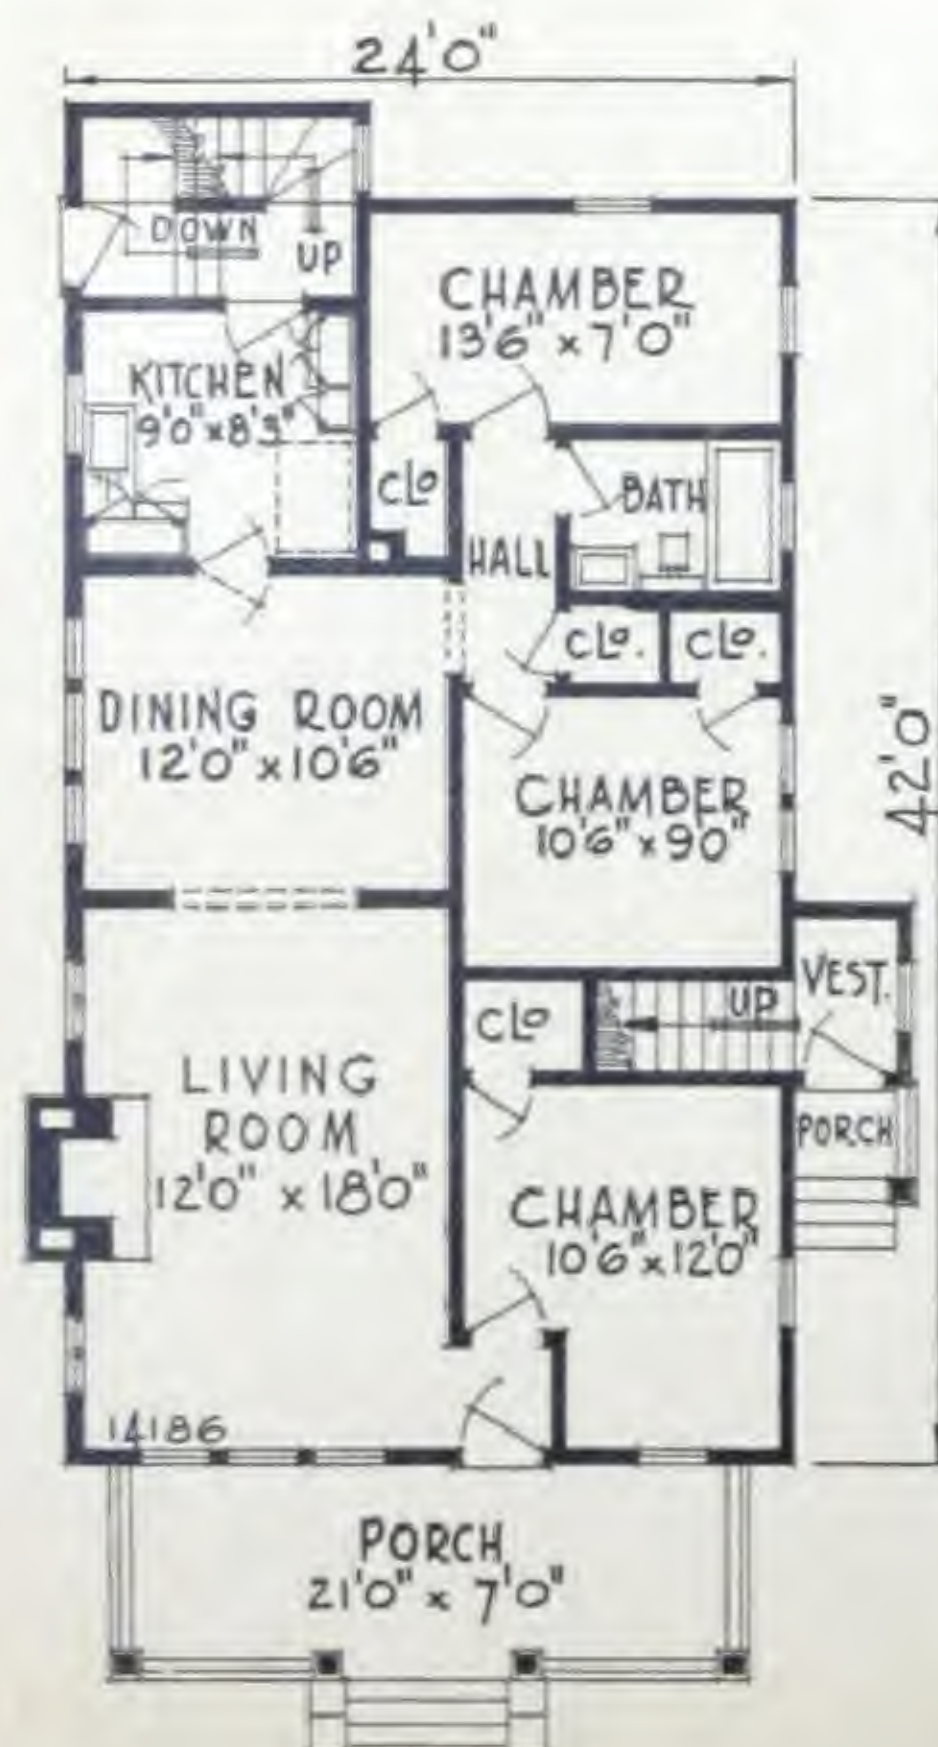 24'0"
DOWN
UP
CHAMBER
13'6" x 7'0"
KITCHEN
9'0" x 8'3"
CLO
BATH
HALL
CLO.
CLO.
DINING ROOM
12'0" x 10'6"
42'0"
CHAMBER
10'6" x 90"
VEST.
UP
CLO
LIVING
ROOM
12'0" x 18'0"
PORCH
CHAMBER
10'6" x 12'0"
14186
PORCH
21'0" x 7'0"